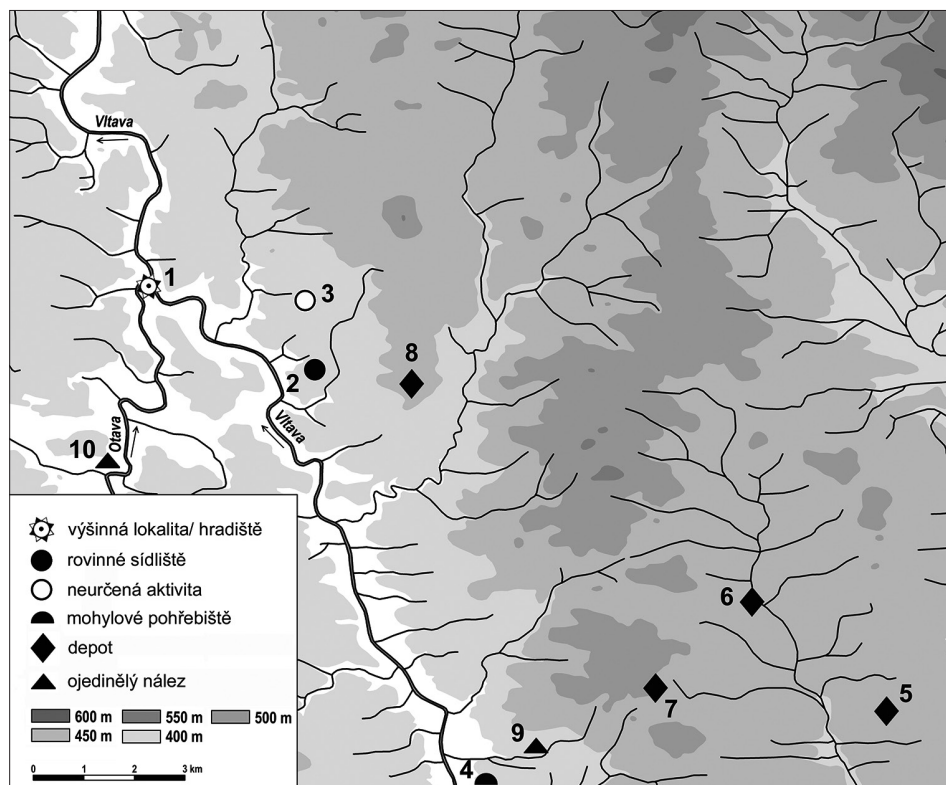 Vltava
1
3
8
2
Vltava
10
Otava
výšinná lokalita/ hradiště
rovinné sídliště
neurčená aktivita
mohylové pohřebiště
depot
ojedinělý nález
600 m 550 m 500 m
450 m 400 m
0 1 2 3 km
6
7
5
9
4